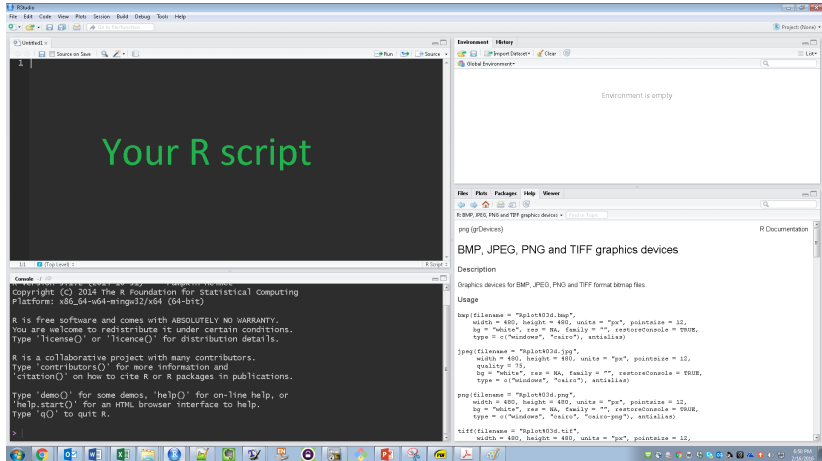 RStudio
File Edit Code View Plots Session Build Debug Tools Help
Go to file/function
Project: (None)
Untitled1
Source on Save
Run
Source
1
Your R script
1:1
(Top Level)
R Script
Console ~/
Copyright (C) 2014 The R Foundation for Statistical Computing
Platform: x86_64-w64-mingw32/x64 (64-bit)
R is free software and comes with ABSOLUTELY NO WARRANTY.
You are welcome to redistribute it under certain conditions.
Type 'license()' or 'licence()' for distribution details.
R is a collaborative project with many contributors.
Type 'contributors()' for more information and
'citation()' on how to cite R or R packages in publications.
Type 'demo()' for some demos, 'help()' for on-line help, or
'help.start()' for an HTML browser interface to help.
Type 'q()' to quit R.
>
Environment History
Import Dataset
Clear
List
Global Environment
Environment is empty
Files Plots Packages Help Viewer
R: BMP, JPEG, PNG and TIFF graphics devices
Find in Topic
png {grDevices}
R Documentation
BMP, JPEG, PNG and TIFF graphics devices
Description
Graphics devices for BMP, JPEG, PNG and TIFF format bitmap files.
Usage
bmp(filename = "Rplot%03d.bmp",
width = 480, height = 480, units = "px", pointsize = 12,
bg = "white", res = NA, family = "", restoreConsole = TRUE,
type = c("windows", "cairo"), antialias)
jpeg(filename = "Rplot%03d.jpg",
width = 480, height = 480, units = "px", pointsize = 12,
quality = 75,
bg = "white", res = NA, family = "", restoreConsole = TRUE,
type = c("windows", "cairo"), antialias)
png(filename = "Rplot%03d.png",
width = 480, height = 480, units = "px", pointsize = 12,
bg = "white", res = NA, family = "", restoreConsole = TRUE,
type = c("windows", "cairo", "cairo-png"), antialias)
tiff(filename = "Rplot%03d.tif",
width = 480, height = 480, units = "px", pointsize = 12,